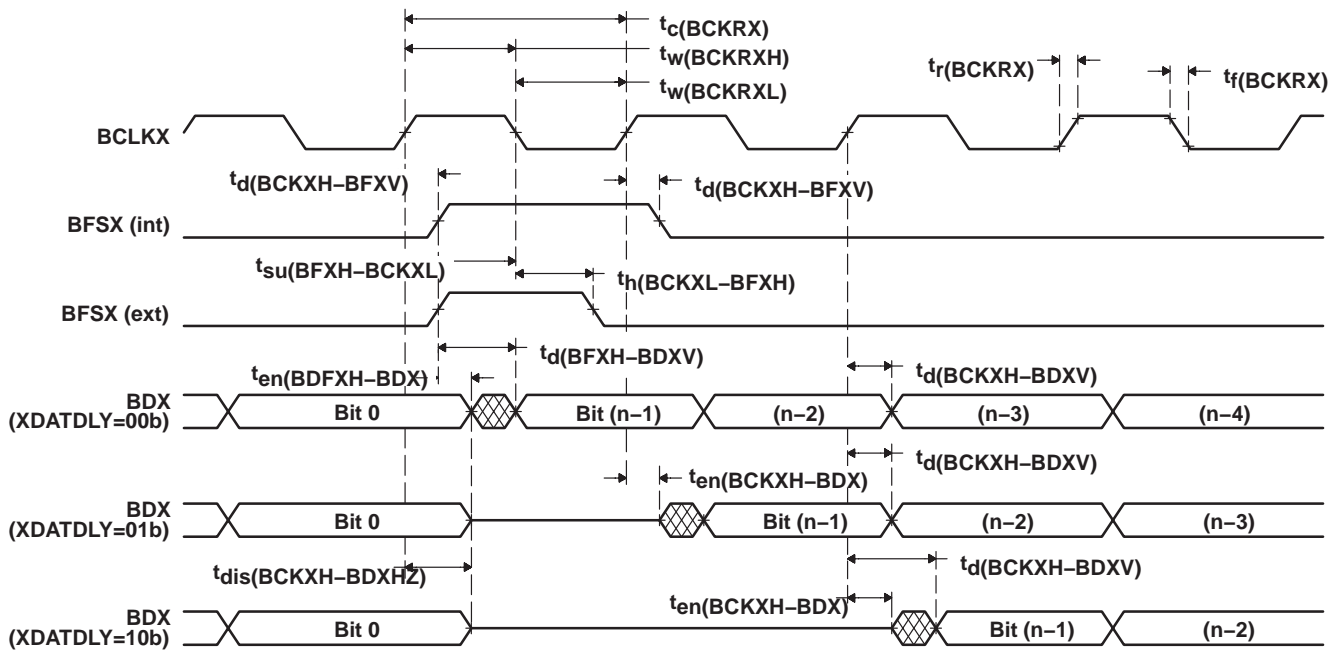 tc(BCKRX)
tw(BCKRXH)
tr(BCKRX)
tf(BCKRX)
tw(BCKRXL)
BCLKX
td(BCKXH–BFXV)
td(BCKXH–BFXV)
BFSX (int)
tsu(BFXH–BCKXL)
th(BCKXL–BFXH)
BFSX (ext)
td(BFXH–BDXV)
ten(BDFXH–BDX)
td(BCKXH–BDXV)
BDX
(XDATDLY=00b)
Bit 0
Bit (n–1)
(n–2)
(n–3)
(n–4)
td(BCKXH–BDXV)
ten(BCKXH–BDX)
BDX
(XDATDLY=01b)
Bit 0
Bit (n–1)
(n–2)
(n–3)
tdis(BCKXH–BDXHZ)
td(BCKXH–BDXV)
ten(BCKXH–BDX)
BDX
(XDATDLY=10b)
Bit 0
Bit (n–1)
(n–2)